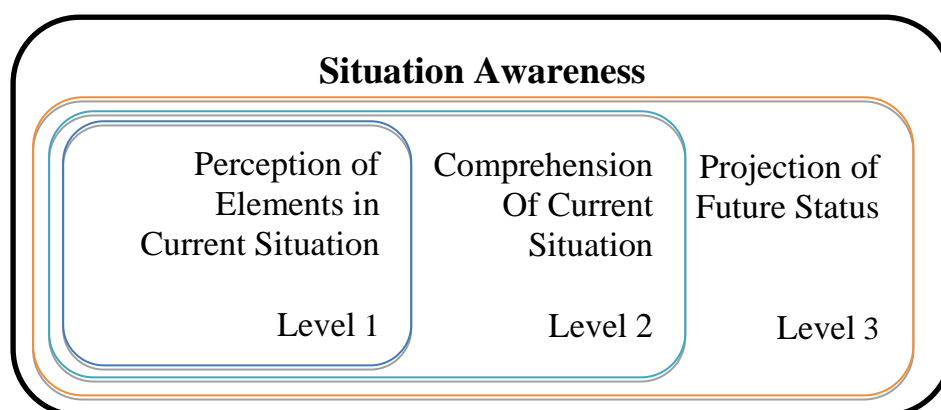 Situation Awareness
Perception of
Elements in
Current Situation
Level 1
Comprehension
Of Current
Situation
Level 2
Projection of
Future Status
Level 3